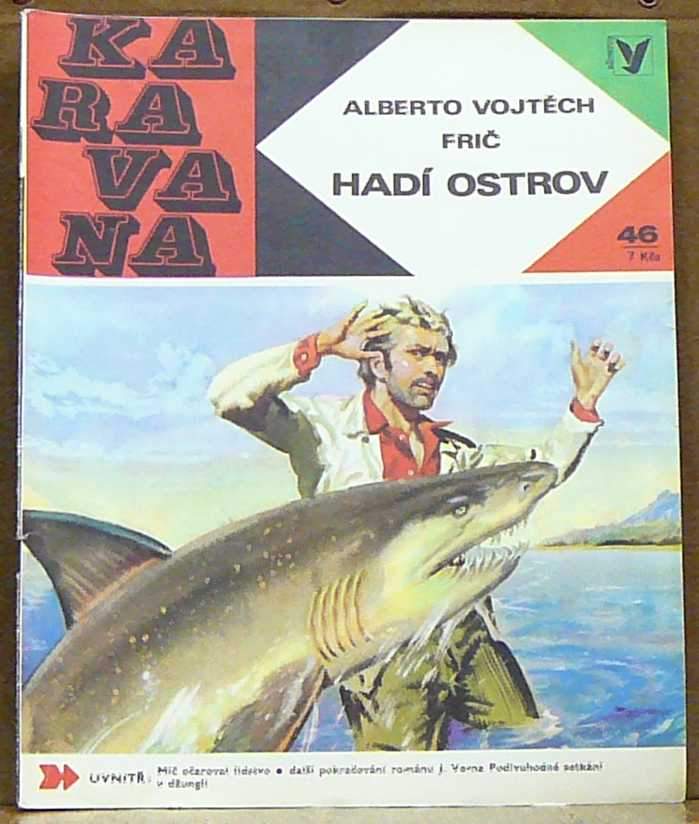 KA
RA
VA
NA
ALBERTO VOJTĚCH
FRIČ
HADÍ OSTROV
46
7 Kčs
UVNITŘ: Míč očaroval lidstvo • další pokračování románu J. Verna Podivuhodné setkání
v džungli